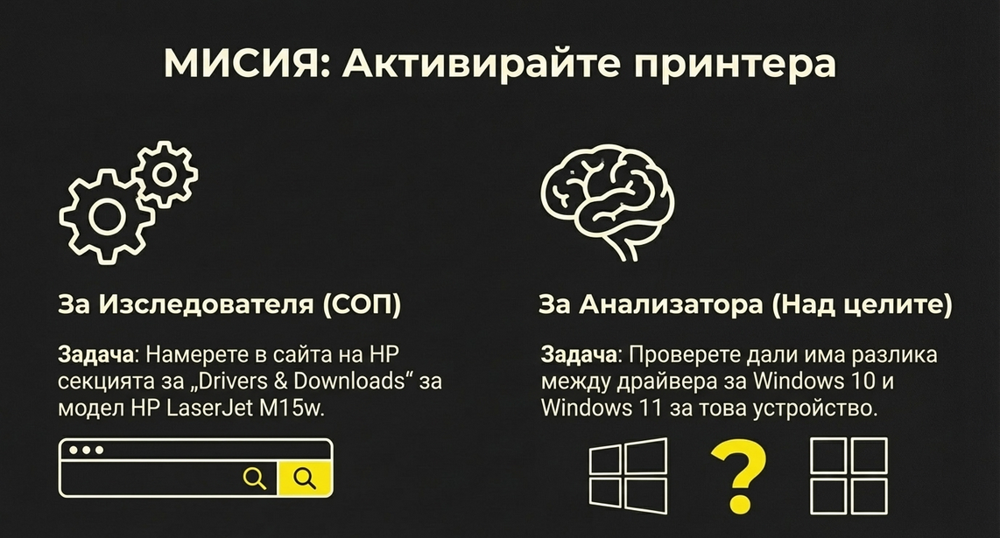 МИСИЯ: Активирайте принтера
За Изследователя (СОП)
Задача: Намерете в сайта на HP
секцията за „Drivers & Downloads“ за
модел HP LaserJet M15w.
За Анализатора (Над целите)
Задача: Проверете дали има разлика
между драйвера за Windows 10 и
Windows 11 за това устройство.
?